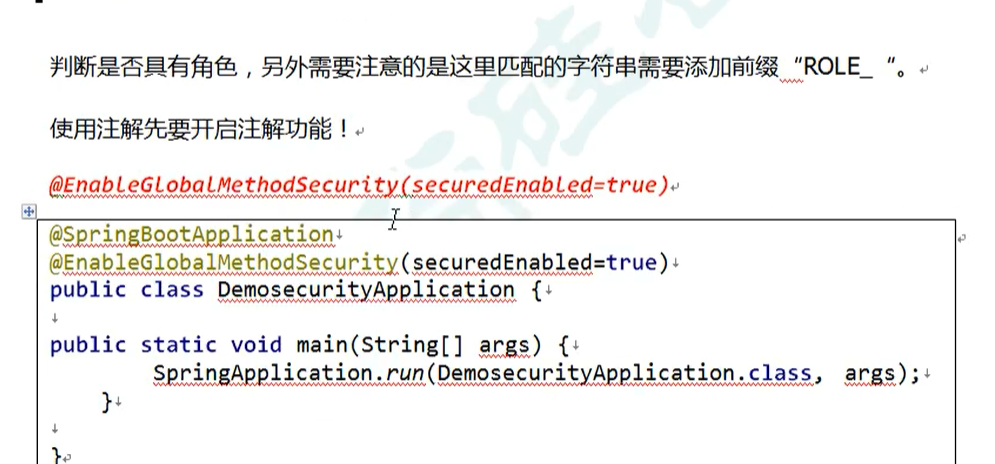 判断是否具有角色，另外需要注意的是这里匹配的字符串需要添加前缀“ROLE_“。
使用注解先要开启注解功能！
@EnableGlobalMethodSecurity(securedEnabled=true)
@SpringBootApplication
@EnableGlobalMethodSecurity(securedEnabled=true)
public class DemosecurityApplication {
public static void main(String[] args) {
SpringApplication.run(DemosecurityApplication.class, args);
}
}